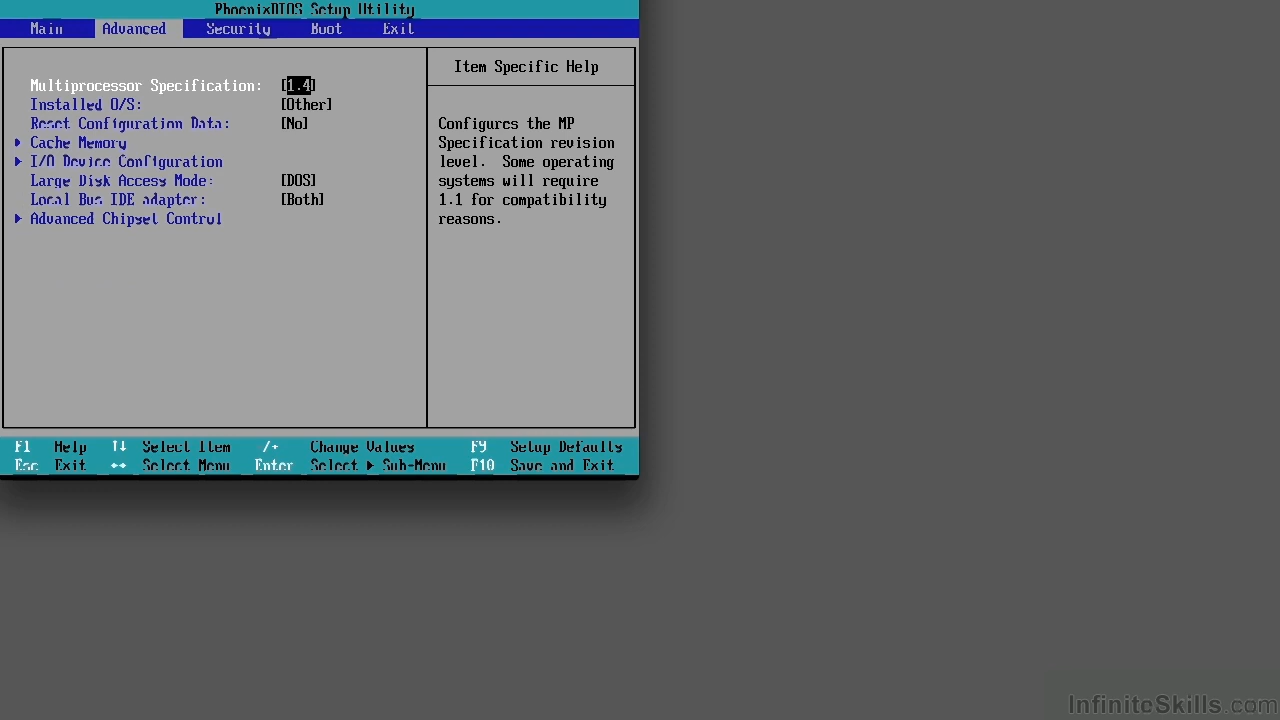 PhoenixBIOS Setup Utility
Main Advanced Security Boot Exit
Multiprocessor Specification: [1.4]
Installed O/S: [Other]
Reset Configuration Data: [No]
Cache Memory
I/O Device Configuration
Large Disk Access Mode: [DOS]
Local Bus IDE adapter: [Both]
Advanced Chipset Control
Item Specific Help
Configures the MP
Specification revision
level. Some operating
systems will require
1.1 for compatibility
reasons.
F1 Help ↑↓ Select Item /+ Change Values F9 Setup Defaults
Esc Exit ↔ Select Menu Enter Select ▶ Sub-Menu F10 Save and Exit
InfiniteSkills.com